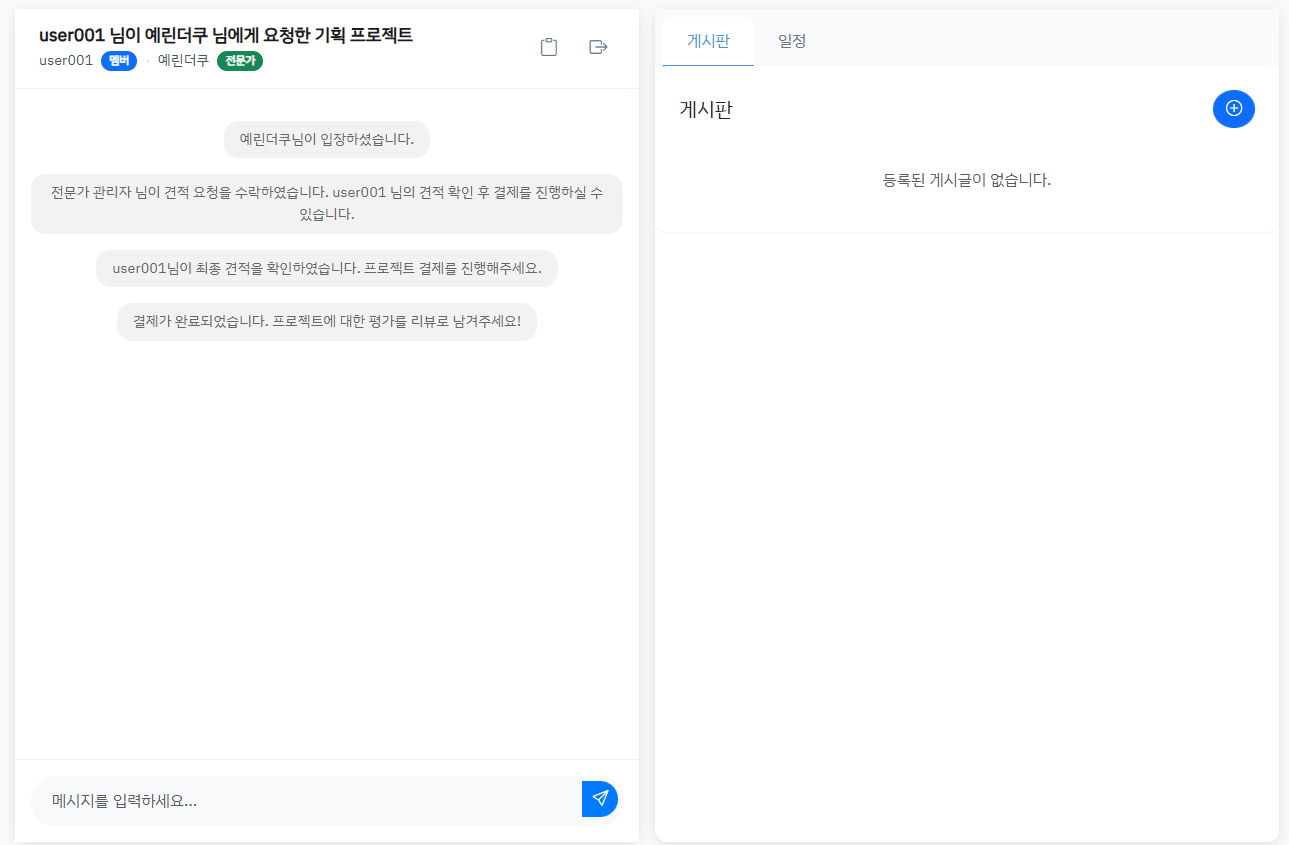 user001 님이 예린더쿠 님에게 요청한 기획 프로젝트
user001 멤버 · 예린더쿠 전문가
예린더쿠님이 입장하셨습니다.
전문가 관리자 님이 견적 요청을 수락하였습니다. user001 님의 견적 확인 후 결제를 진행하실 수
있습니다.
user001님이 최종 견적을 확인하였습니다. 프로젝트 결제를 진행해주세요.
결제가 완료되었습니다. 프로젝트에 대한 평가를 리뷰로 남겨주세요!
메시지를 입력하세요...
게시판 일정
게시판
등록된 게시글이 없습니다.